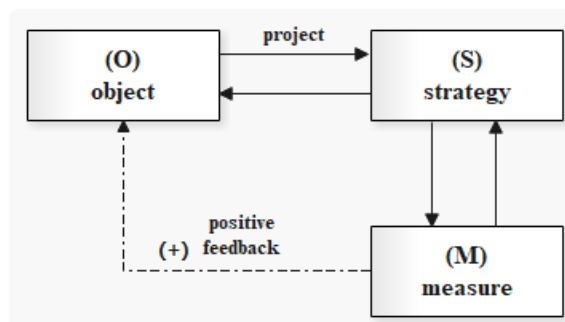 (O)
object
project
(S)
strategy
positive
(+) feedback
(M)
measure